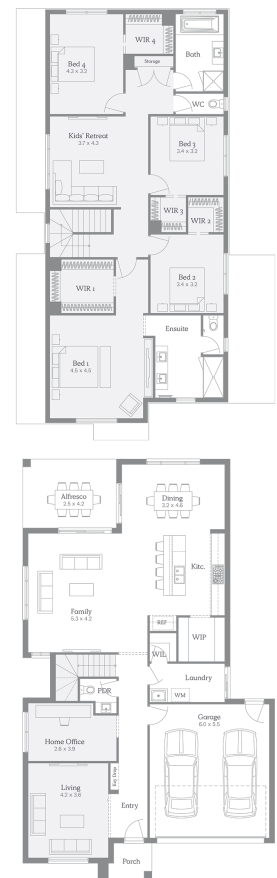 WIR 4
Bed 4
4.3 x 3.2
Bath
Storage
WC
Kids' Retreat
3.7 x 4.3
Bed 3
3.4 x 3.2
WIR 3
WIR 2
Bed 2
3.4 x 3.2
WIR 1
Ensuite
Bed 1
4.5 x 4.5
Alfresco
2.5 x 4.2
Dining
3.2 x 4.6
Kitc.
Family
5.3 x 4.2
REF
WIP
WIL
Laundry
PDR
WM
Garage
6.0 x 5.5
Home Office
2.6 x 3.9
Key Drop
Living
4.2 x 3.6
Entry
Porch